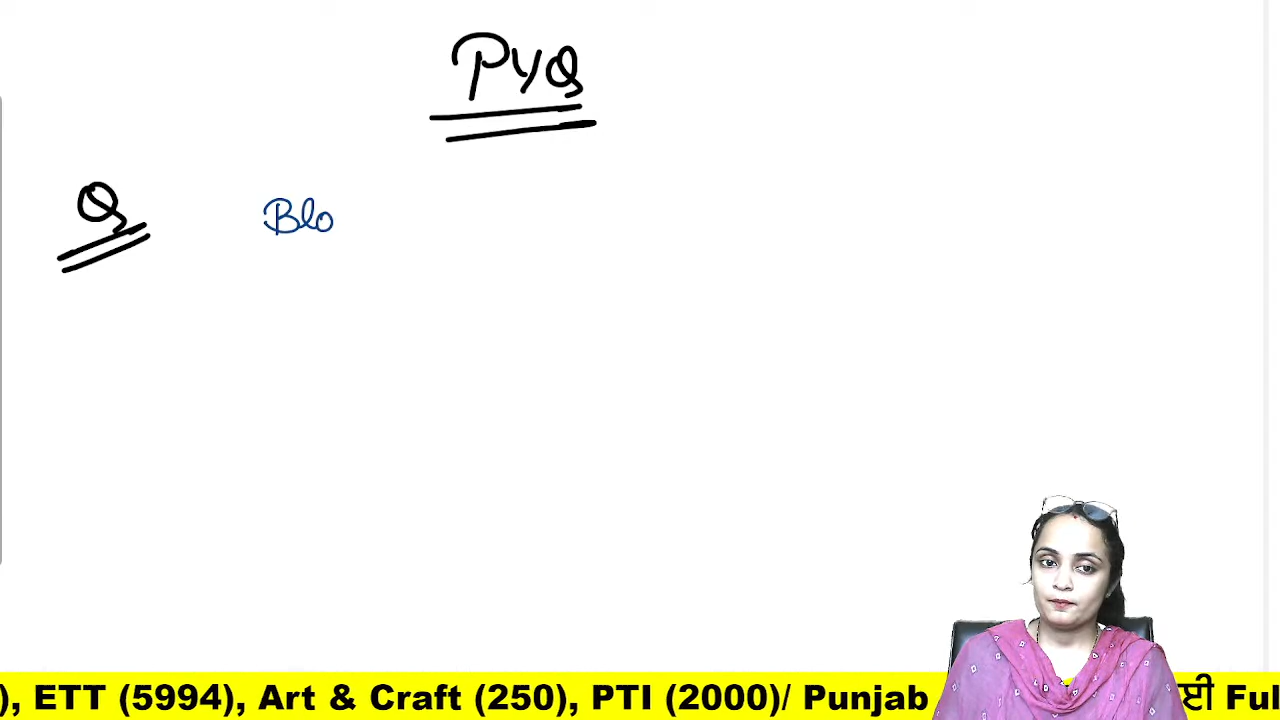 PYQ
Q Blo
), ETT (5994), Art & Craft (250), PTI (2000)/ Punjab ਈ Ful